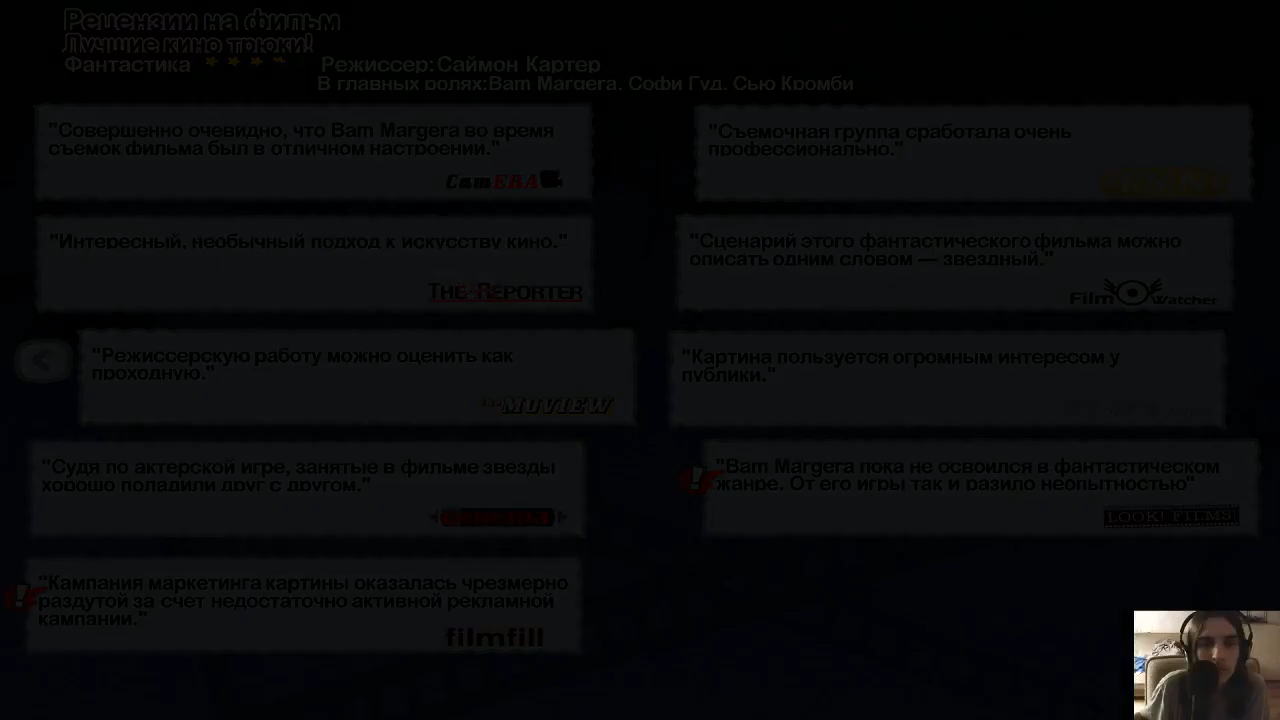 Рецензии на фильм
Лучшие кино трюки!
Фантастика
Режиссер:Саймон Картер
В главных ролях:Bam Margera, Софи Гуд, Сью Кромби
"Совершенно очевидно, что Bam Margera во время
съемок фильма был в отличном настроении."
CamERA
"Съемочная группа сработала очень
профессионально."
"Интересный, необычный подход к искусству кино."
THE REPORTER
"Сценарий этого фантастического фильма можно
описать одним словом — звездный."
Film Watcher
"Режиссерскую работу можно оценить как
проходную."
MUVIEW
"Картина пользуется огромным интересом у
публики."
"Судя по актерской игре, занятые в фильме звезды
хорошо поладили друг с другом."
"Bam Margera пока не освоился в фантастическом
жанре. От его игры так и разило неопытностью"
LOOK! FILMS!
"Кампания маркетинга картины оказалась чрезмерно
раздутой за счет недостаточно активной рекламной
кампании."
filmfill